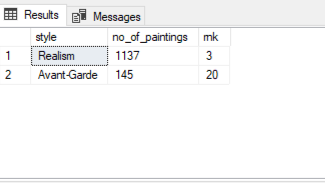 Results Messages
style no_of_paintings rnk
1 Realism 1137 3
2 Avant-Garde 145 20